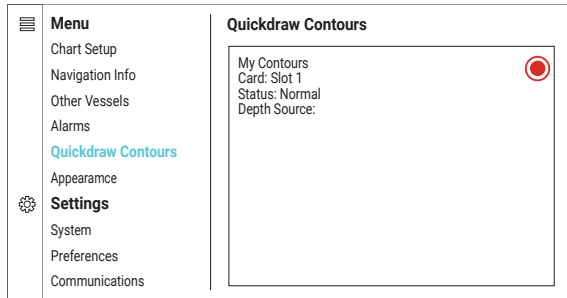 Menu
Chart Setup
Navigation Info
Other Vessels
Alarms
Quickdraw Contours
Appearamce
Settings
System
Preferences
Communications
Quickdraw Contours
My Contours
Card: Slot 1
Status: Normal
Depth Source: